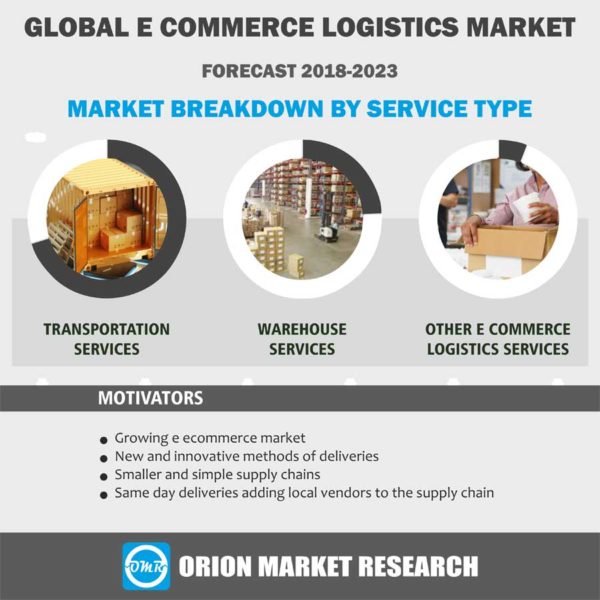 GLOBAL E COMMERCE LOGISTICS MARKET
FORECAST 2018-2023
MARKET BREAKDOWN BY SERVICE TYPE
TRANSPORTATION
SERVICES
WAREHOUSE
SERVICES
OTHER E COMMERCE
LOGISTICS SERVICES
MOTIVATORS
Growing e ecommerce market
New and innovative methods of deliveries
Smaller and simple supply chains
Same day deliveries adding local vendors to the supply chain
OMR ORION MARKET RESEARCH